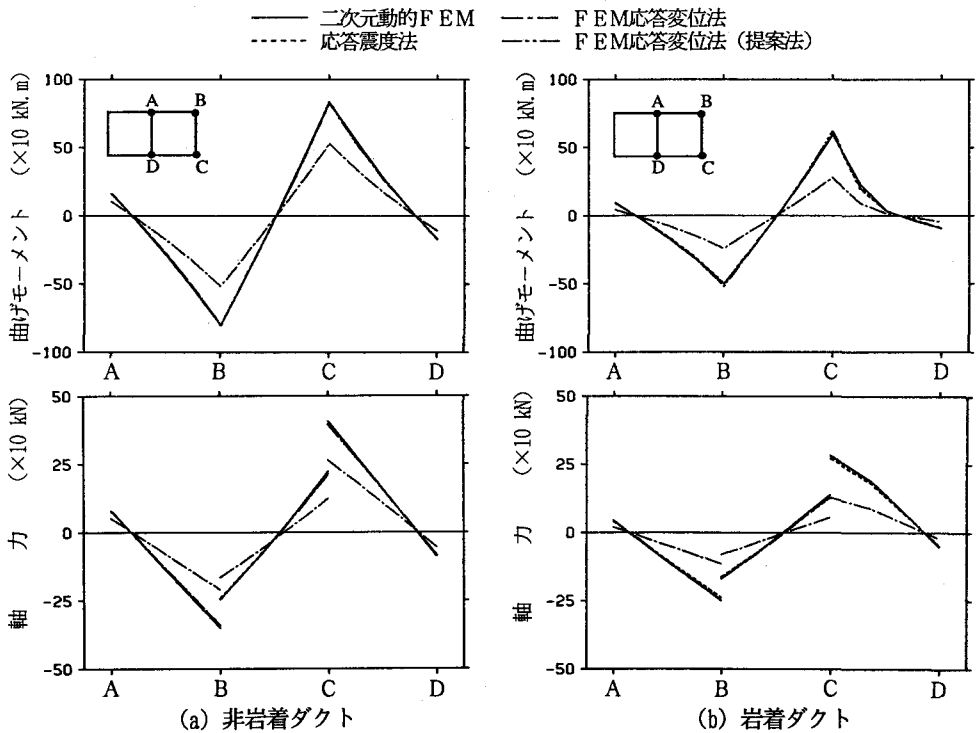 二次元動的ＦＥＭ
ＦＥＭ応答変位法
応答震度法
ＦＥＭ応答変位法（提案法）
曲げモーメント （×10 kN.m）
100
50
0
-50
-100
A B
D C
A B C D
曲げモーメント （×10 kN.m）
100
50
0
-50
-100
A B
D C
A B C D
軸 力 （×10 kN）
50
25
0
-25
-50
A B C D
(a) 非岩着ダクト
軸 力 （×10 kN）
50
25
0
-25
-50
A B C D
(b) 岩着ダクト